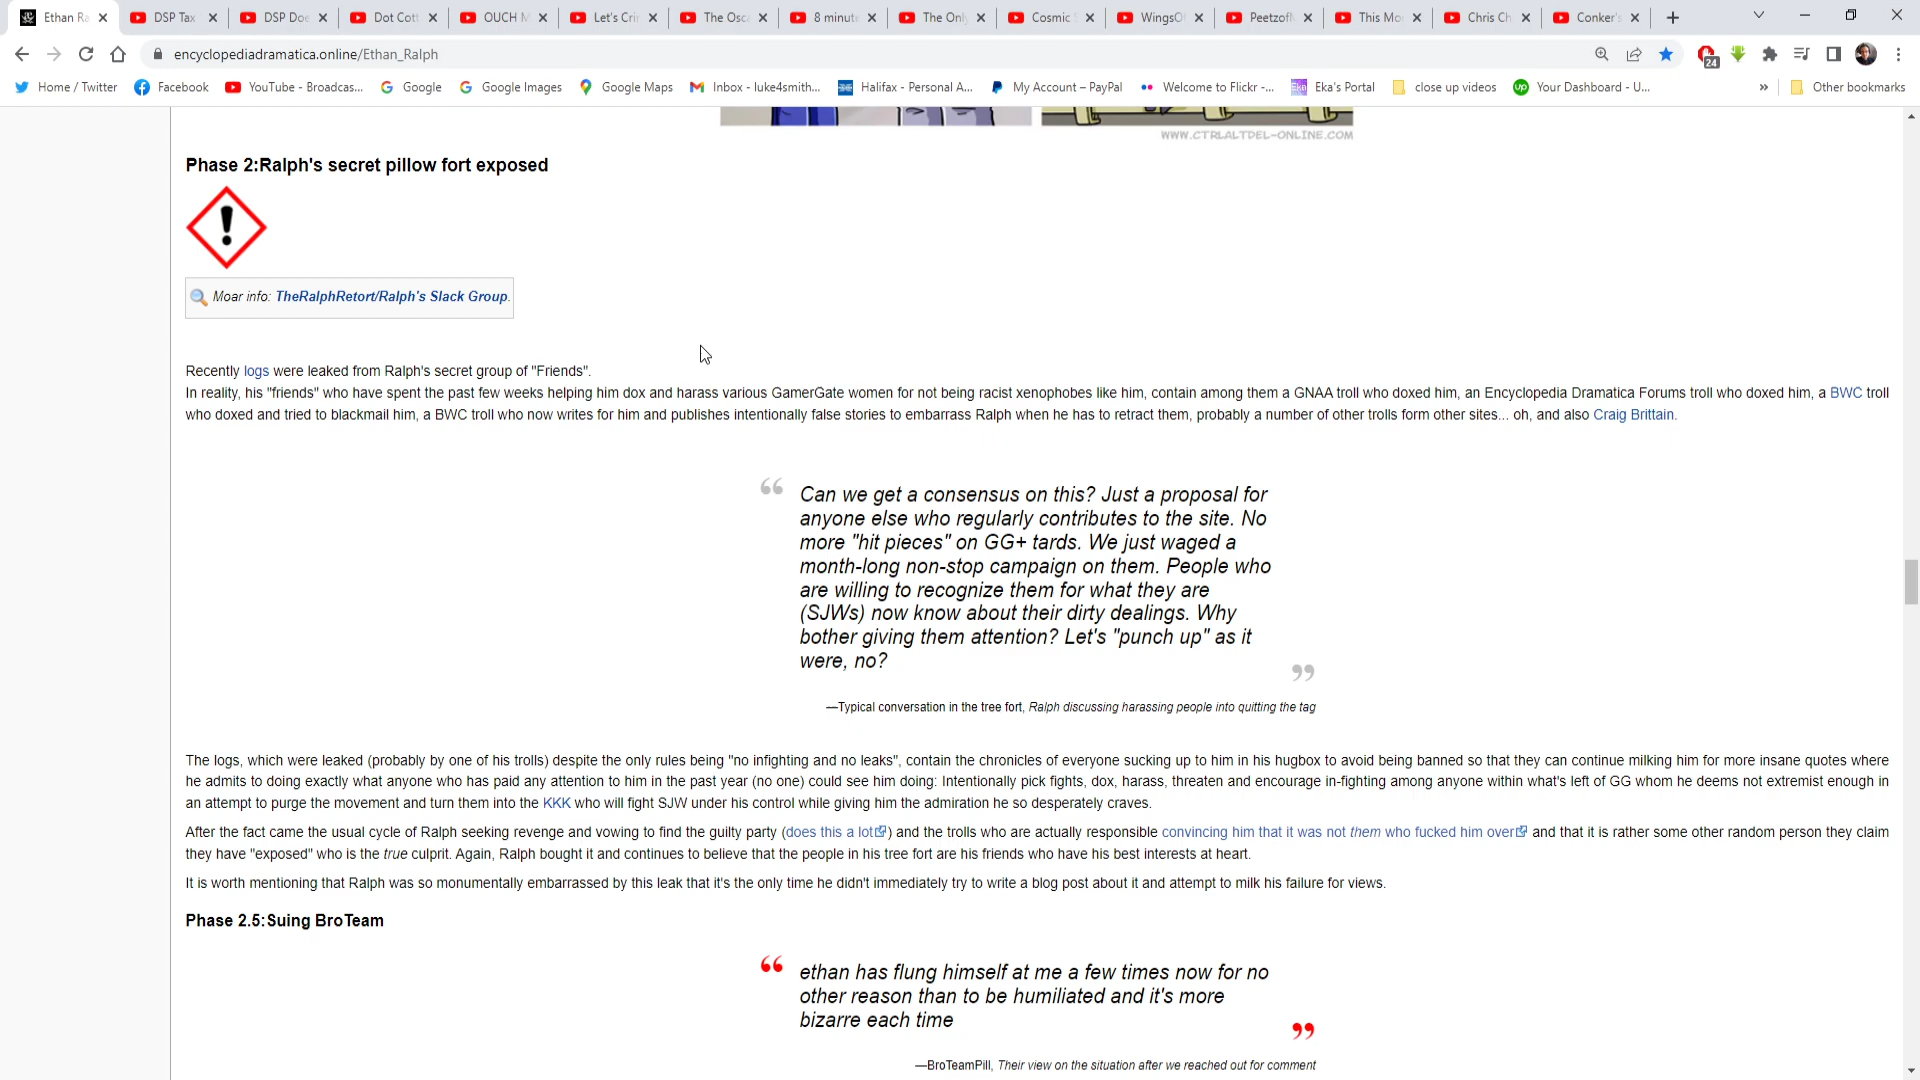 Ethan Ra
DSP Tax
DSP Doe
Dot Cott
OUCH M
Let's Crin
The Osca
8 minute
The Only
Cosmic S
WingsOf
PeetzofN
This Mo
Chris Ch
Conker's
encyclopediadramatica.online/Ethan_Ralph
24
Home / Twitter
Facebook
YouTube - Broadcas...
Google
Google Images
Google Maps
Inbox - luke4smith...
Halifax - Personal A...
My Account – PayPal
Welcome to Flickr -...
Eka's Portal
close up videos
Your Dashboard - U...
»
Other bookmarks
WWW.CTRLALTDEL-ONLINE.COM
Phase 2:Ralph's secret pillow fort exposed
Moar info: TheRalphRetort/Ralph's Slack Group.
Recently logs were leaked from Ralph's secret group of "Friends".
In reality, his "friends" who have spent the past few weeks helping him dox and harass various GamerGate women for not being racist xenophobes like him, contain among them a GNAA troll who doxed him, an Encyclopedia Dramatica Forums troll who doxed him, a BWC troll
who doxed and tried to blackmail him, a BWC troll who now writes for him and publishes intentionally false stories to embarrass Ralph when he has to retract them, probably a number of other trolls form other sites... oh, and also Craig Brittain.
“ Can we get a consensus on this? Just a proposal for
anyone else who regularly contributes to the site. No
more "hit pieces" on GG+ tards. We just waged a
month-long non-stop campaign on them. People who
are willing to recognize them for what they are
(SJWs) now know about their dirty dealings. Why
bother giving them attention? Let's "punch up" as it
were, no? ”
—Typical conversation in the tree fort, Ralph discussing harassing people into quitting the tag
The logs, which were leaked (probably by one of his trolls) despite the only rules being "no infighting and no leaks", contain the chronicles of everyone sucking up to him in his hugbox to avoid being banned so that they can continue milking him for more insane quotes where
he admits to doing exactly what anyone who has paid any attention to him in the past year (no one) could see him doing: Intentionally pick fights, dox, harass, threaten and encourage in-fighting among anyone within what's left of GG whom he deems not extremist enough in
an attempt to purge the movement and turn them into the KKK who will fight SJW under his control while giving him the admiration he so desperately craves.
After the fact came the usual cycle of Ralph seeking revenge and vowing to find the guilty party (does this a lot) and the trolls who are actually responsible convincing him that it was not them who fucked him over and that it is rather some other random person they claim
they have "exposed" who is the true culprit. Again, Ralph bought it and continues to believe that the people in his tree fort are his friends who have his best interests at heart.
It is worth mentioning that Ralph was so monumentally embarrassed by this leak that it's the only time he didn't immediately try to write a blog post about it and attempt to milk his failure for views.
Phase 2.5:Suing BroTeam
“ ethan has flung himself at me a few times now for no
other reason than to be humiliated and it's more
bizarre each time ”
—BroTeamPill, Their view on the situation after we reached out for comment